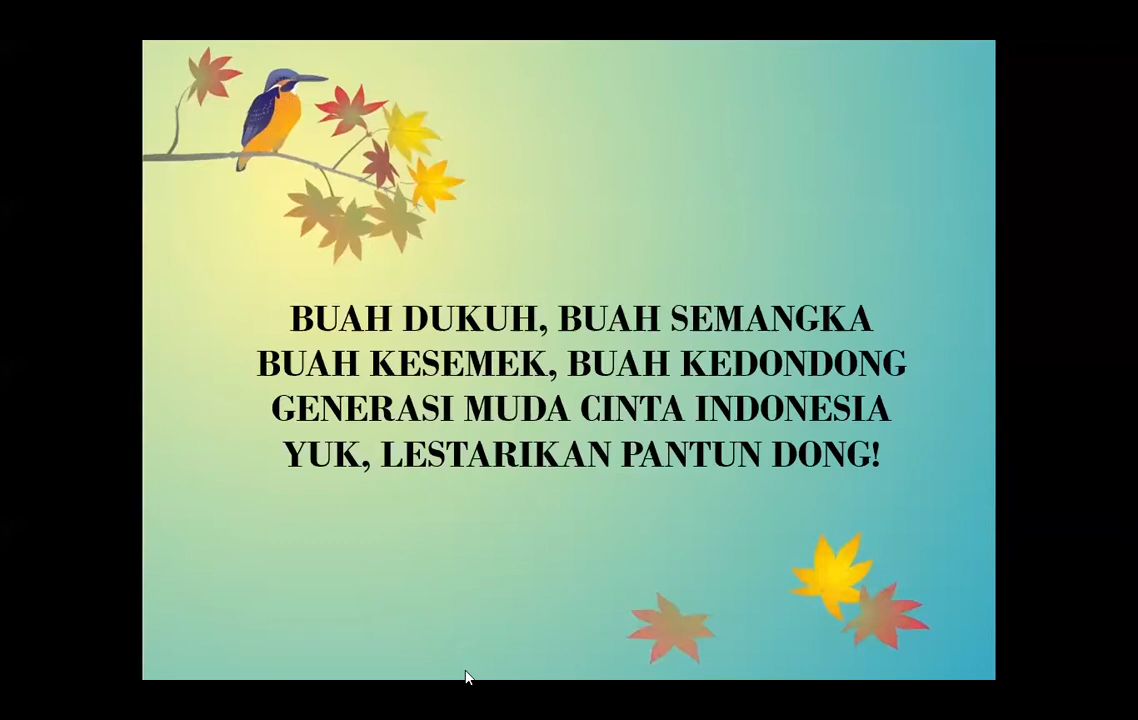 BUAH DUKUH, BUAH SEMANGKA
BUAH KESEMEK, BUAH KEDONDONG
GENERASI MUDA CINTA INDONESIA
YUK, LESTARIKAN PANTUN DONG!